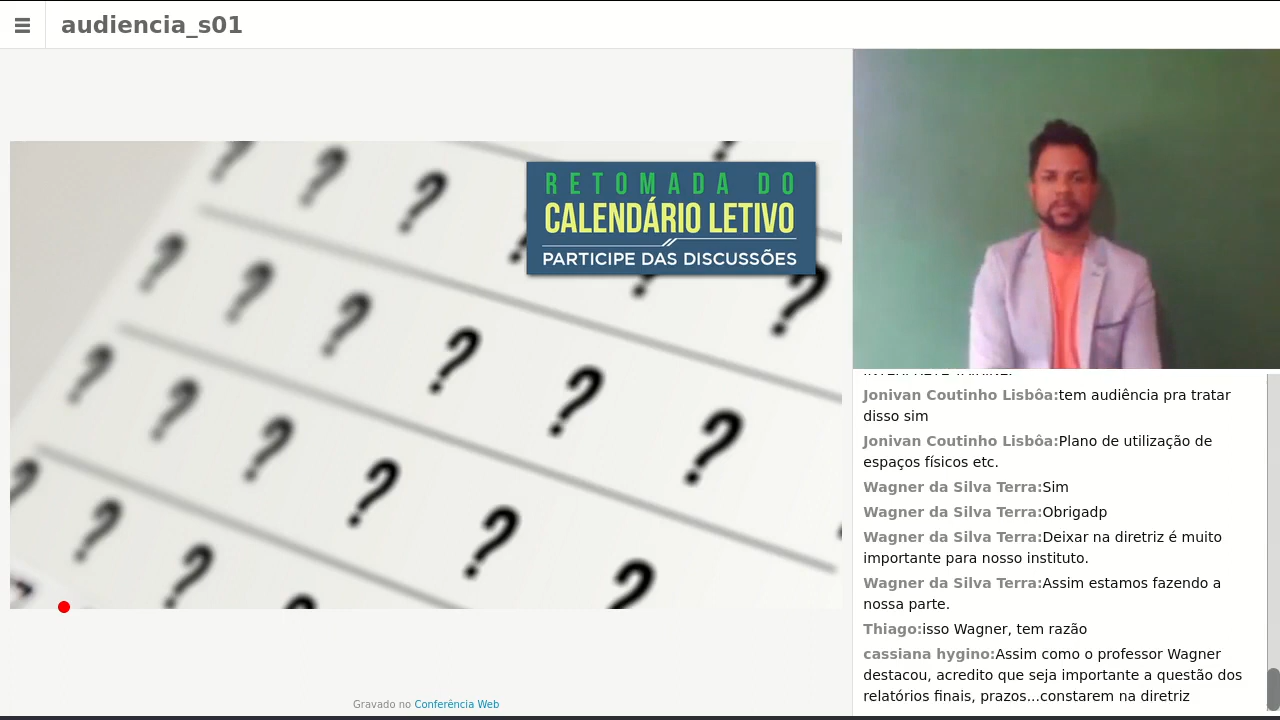 audiencia_s01
RETOMADA DO
CALENDÁRIO LETIVO
PARTICIPE DAS DISCUSSÕES
Gravado no Conferência Web
Jonivan Coutinho Lisbôa:tem audiência pra tratar
disso sim
Jonivan Coutinho Lisbôa:Plano de utilização de
espaços físicos etc.
Wagner da Silva Terra:Sim
Wagner da Silva Terra:Obrigadp
Wagner da Silva Terra:Deixar na diretriz é muito
importante para nosso instituto.
Wagner da Silva Terra:Assim estamos fazendo a
nossa parte.
Thiago:isso Wagner, tem razão
cassiana hygino:Assim como o professor Wagner
destacou, acredito que seja importante a questão dos
relatórios finais, prazos...constarem na diretriz